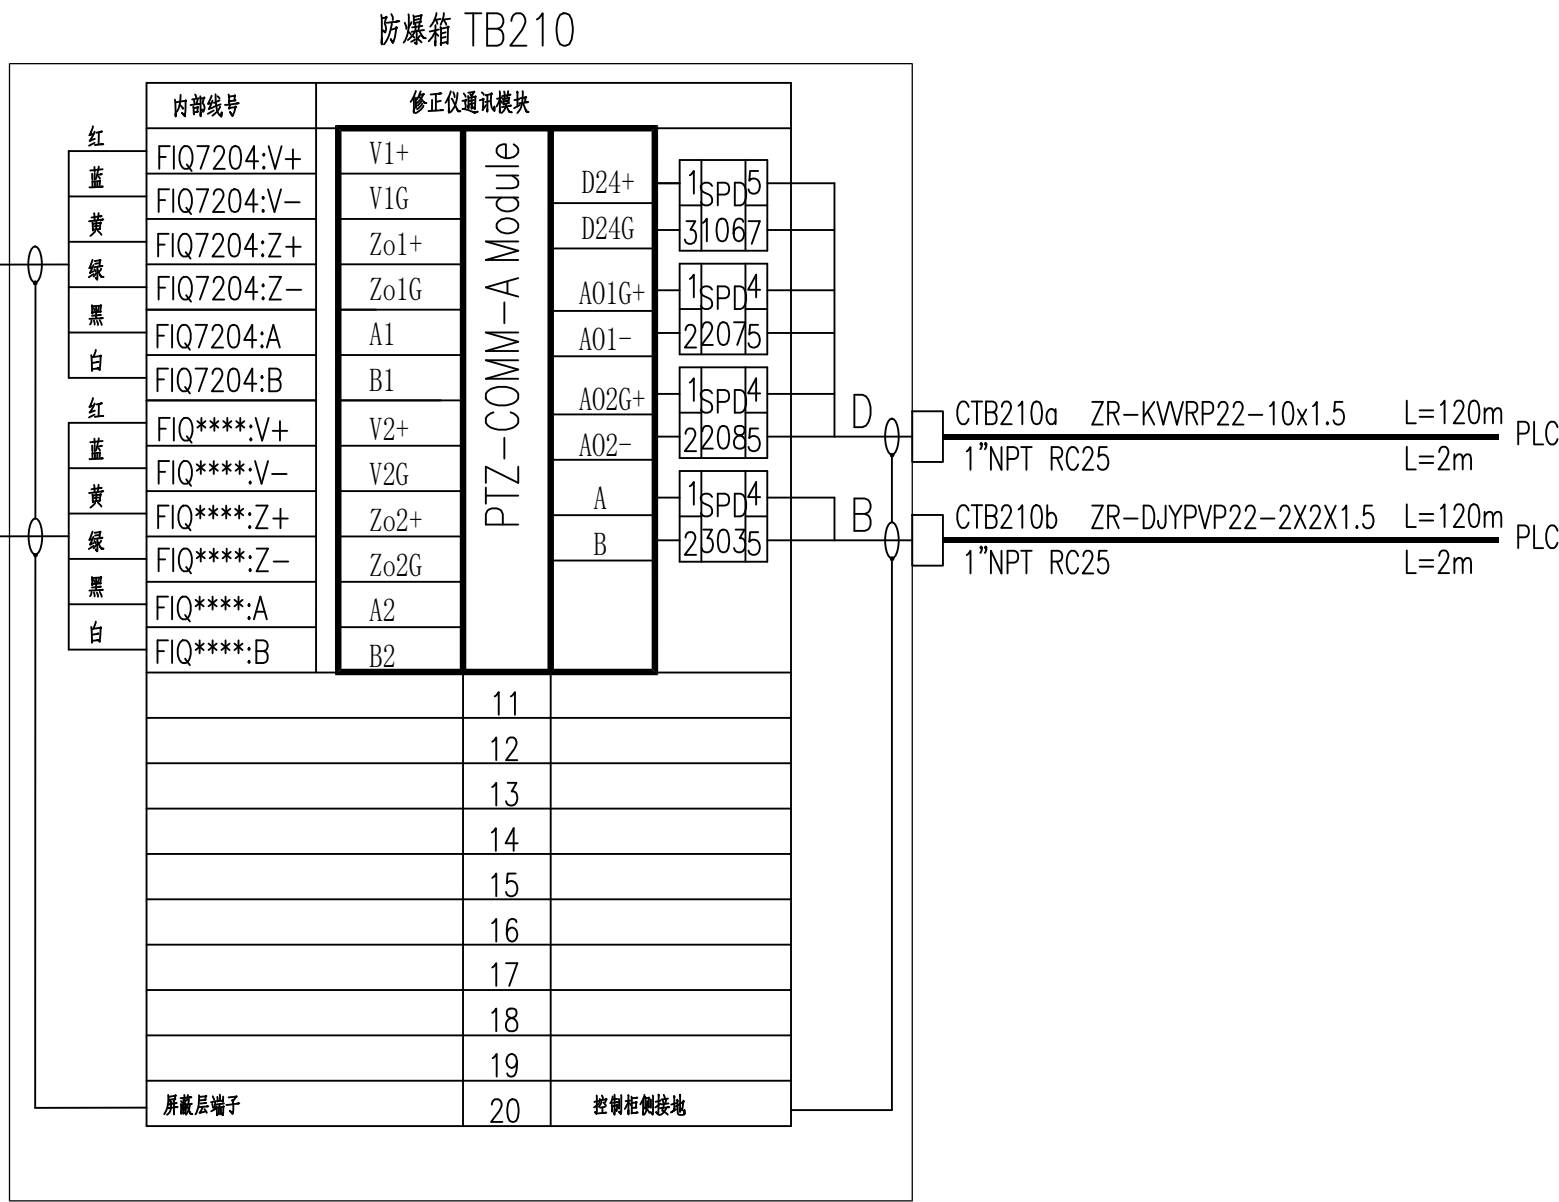 防爆箱 TB210
内部线号 修正仪通讯模块
红 FIQ7204:V+ V1+
蓝 FIQ7204:V- V1G
黄 FIQ7204:Z+ Zo1+
绿 FIQ7204:Z- Zo1G
黑 FIQ7204:A A1
白 FIQ7204:B B1
红 FIQ****:V+ V2+
蓝 FIQ****:V- V2G
黄 FIQ****:Z+ Zo2+
绿 FIQ****:Z- Zo2G
黑 FIQ****:A A2
白 FIQ****:B B2
PTZ-COMM-A Module
D24+ 1 SPD 5
D24G 3 106 7
AO1G+ 1 SPD 4
AO1- 2 207 5
AO2G+ 1 SPD 4
AO2- 2 208 5
A 1 SPD 4
B 2 303 5
D CTB210a ZR-KVVRP22-10x1.5 L=120m PLC
1"NPT RC25 L=2m
B CTB210b ZR-DJYPVP22-2X2X1.5 L=120m PLC
1"NPT RC25 L=2m
11
12
13
14
15
16
17
18
19
屏蔽层端子 20 控制柜侧接地